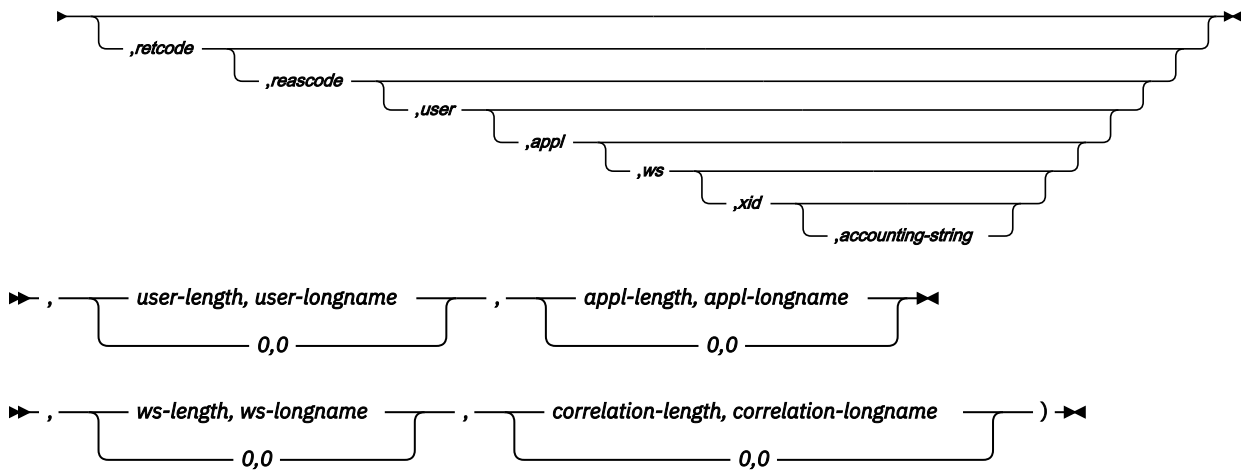 ,retcode
,reascode
,user
,appl
,ws
,xid
,accounting-string
, user-length, user-longname , appl-length, appl-longname
0,0 0,0
, ws-length, ws-longname , correlation-length, correlation-longname )
0,0 0,0